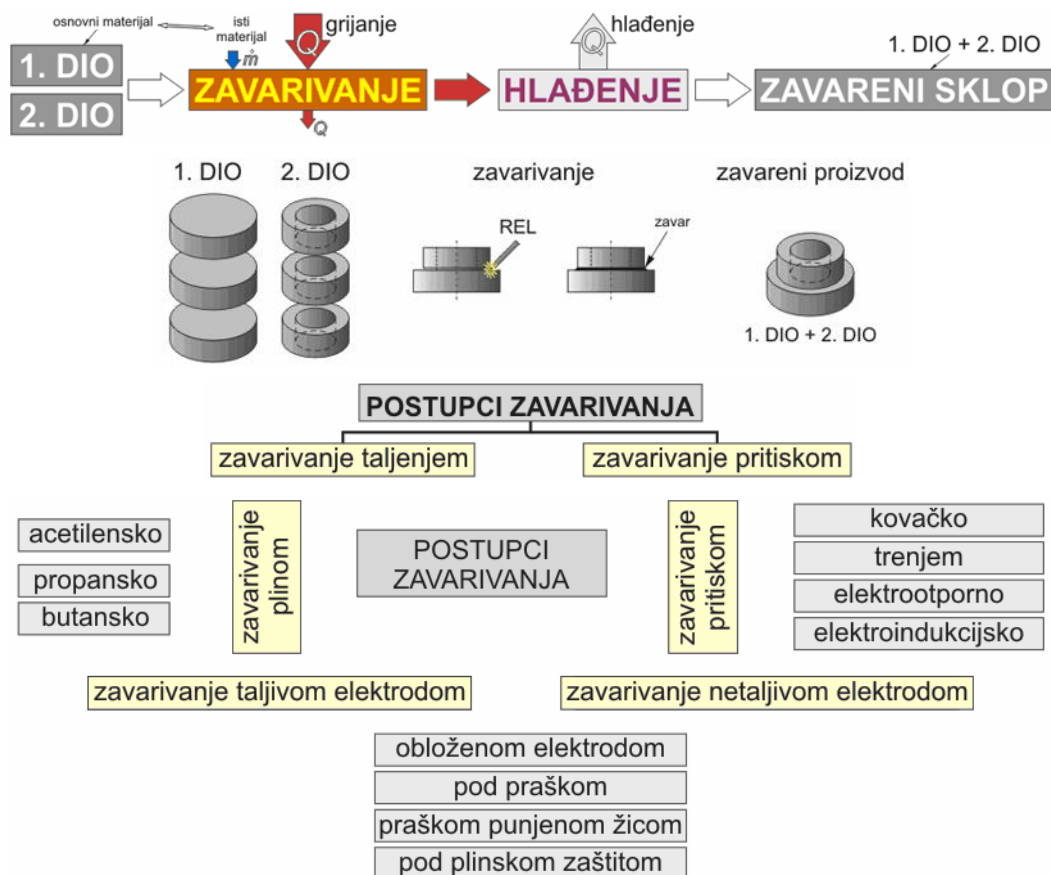 osnovni materijal
isti
materijal
ṁ
Q
grijanje
Q
hlađenje
1. DIO + 2. DIO
1. DIO
2. DIO
ZAVARIVANJE
HLAĐENJE
ZAVARENI SKLOP
Q
1. DIO
2. DIO
zavarivanje
zavareni proizvod
REL
zavar
1. DIO + 2. DIO
POSTUPCI ZAVARIVANJA
zavarivanje taljenjem
zavarivanje pritiskom
acetilensko
propansko
butansko
zavarivanje
plinom
POSTUPCI
ZAVARIVANJA
zavarivanje
pritiskom
kovačko
trenjem
elektrootporno
elektroindukcijsko
zavarivanje taljivom elektrodom
zavarivanje netaljivom elektrodom
obloženom elektrodom
pod praškom
praškom punjenom žicom
pod plinskom zaštitom